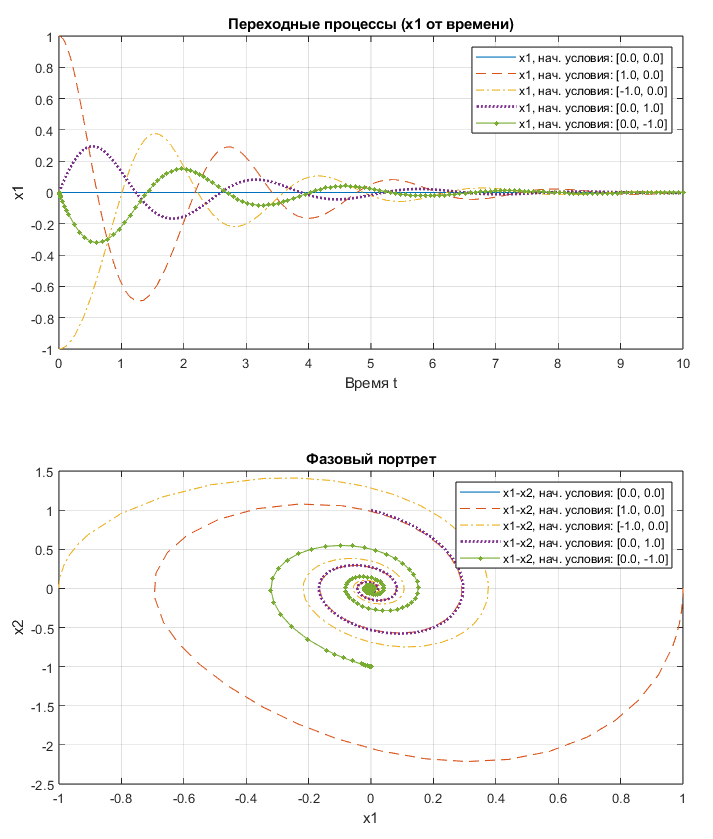 Переходные процессы (x1 от времени)
1
0.8
0.6
0.4
0.2
0
-0.2
-0.4
-0.6
-0.8
-1
x1
x1, нач. условия: [0.0, 0.0]
x1, нач. условия: [1.0, 0.0]
x1, нач. условия: [-1.0, 0.0]
x1, нач. условия: [0.0, 1.0]
x1, нач. условия: [0.0, -1.0]
0 1 2 3 4 5 6 7 8 9 10
Время t
Фазовый портрет
1.5
1
0.5
0
-0.5
-1
-1.5
-2
-2.5
x2
x1-x2, нач. условия: [0.0, 0.0]
x1-x2, нач. условия: [1.0, 0.0]
x1-x2, нач. условия: [-1.0, 0.0]
x1-x2, нач. условия: [0.0, 1.0]
x1-x2, нач. условия: [0.0, -1.0]
-1 -0.8 -0.6 -0.4 -0.2 0 0.2 0.4 0.6 0.8 1
x1